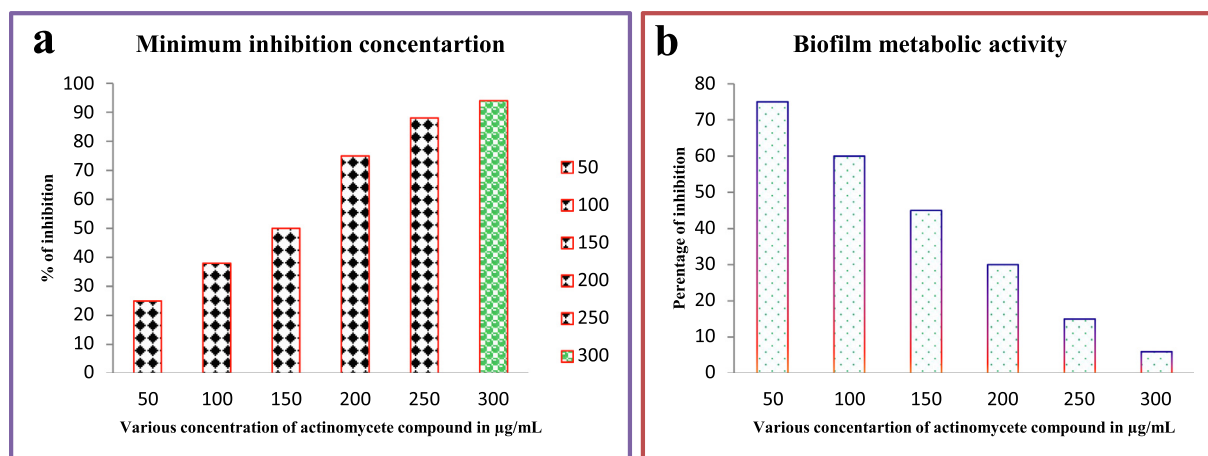 a
Minimum inhibition concentartion
% of inhibition
100
90
80
70
60
50
40
30
20
10
0
50 100 150 200 250 300
Various concentration of actinomycete compound in µg/mL
50
100
150
200
250
300
b
Biofilm metabolic activity
Perentage of inhibition
80
70
60
50
40
30
20
10
0
50 100 150 200 250 300
Various concentartion of actinomycete compound in µg/mL